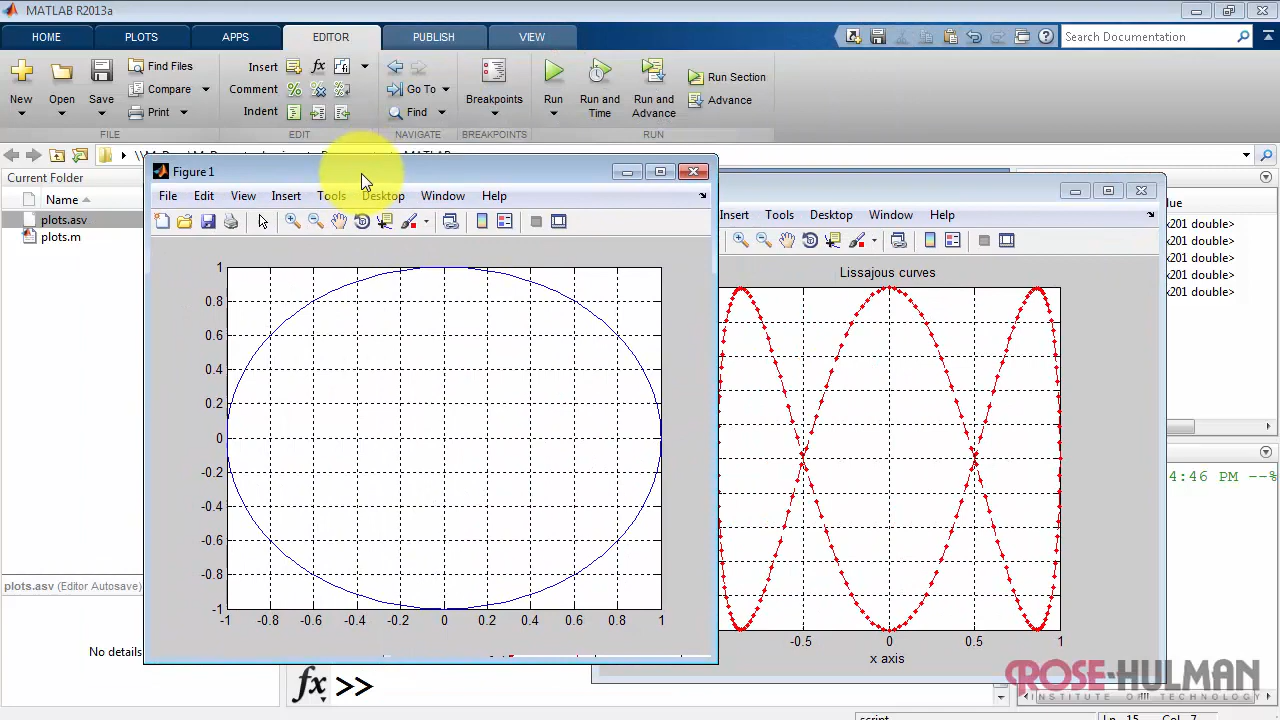 MATLAB R2013a
HOME PLOTS APPS EDITOR PUBLISH VIEW Search Documentation
Find Files Insert
Compare Comment Go To Run Section
New Open Save Print Indent Find Breakpoints Run Run and Time Run and Advance Advance
FILE EDIT NAVIGATE BREAKPOINTS RUN
Current Folder
Name
plots.asv
plots.m
Figure 1
File Edit View Insert Tools Desktop Window Help
Insert Tools Desktop Window Help
Lissajous curves
1
0.8
0.6
0.4
0.2
0
-0.2
-0.4
-0.6
-0.8
-1
-1 -0.8 -0.6 -0.4 -0.2 0 0.2 0.4 0.6 0.8 1
-0.5 0 0.5 1
x axis
x201 double>
x201 double>
x201 double>
x201 double>
x201 double>
4:46 PM --%
plots.asv (Editor Autosave)
No details
fx >>
ROSE-HULMAN
INSTITUTE OF TECHNOLOGY
script Ln 15 Col 7